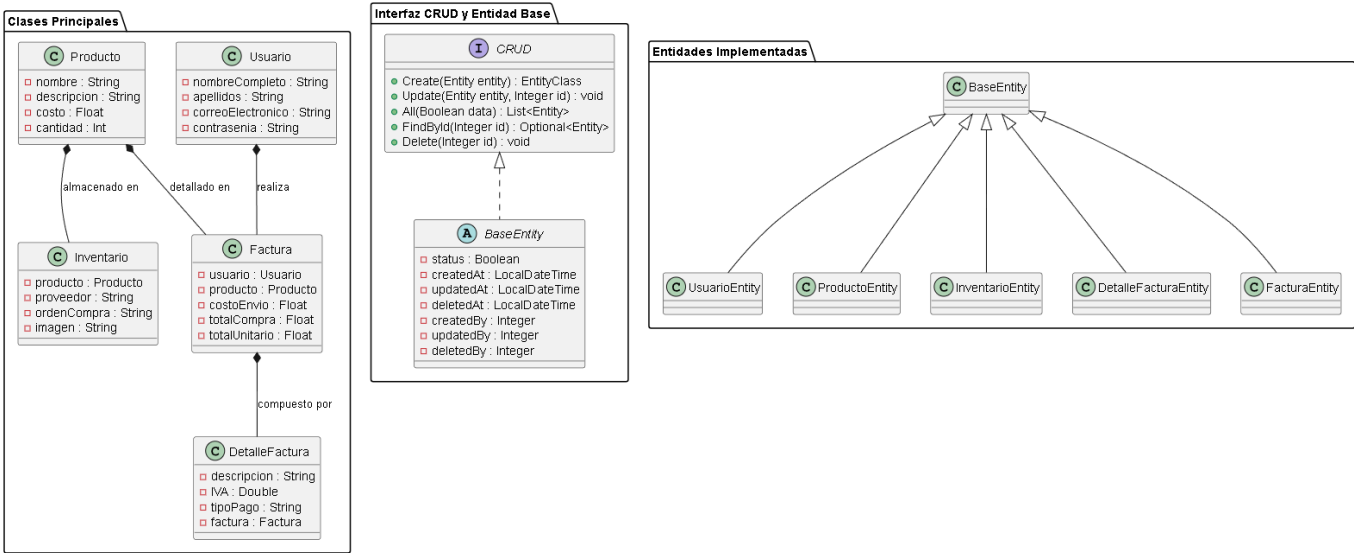 Clases Principales
C Producto
nombre : String
descripcion : String
costo : Float
cantidad : Int
C Usuario
nombreCompleto : String
apellidos : String
correoElectronico : String
contrasenia : String
almacenado en
detallado en
realiza
C Inventario
producto : Producto
proveedor : String
ordenCompra : String
imagen : String
C Factura
usuario : Usuario
producto : Producto
costoEnvio : Float
totalCompra : Float
totalUnitario : Float
compuesto por
C DetalleFactura
descripcion : String
IVA : Double
tipoPago : String
factura : Factura
Interfaz CRUD y Entidad Base
I CRUD
Create(Entity entity) : EntityClass
Update(Entity entity, Integer id) : void
All(Boolean data) : List<Entity>
FindById(Integer id) : Optional<Entity>
Delete(Integer id) : void
A BaseEntity
status : Boolean
createdAt : LocalDateTime
updatedAt : LocalDateTime
deletedAt : LocalDateTime
createdBy : Integer
updatedBy : Integer
deletedBy : Integer
Entidades Implementadas
C BaseEntity
C UsuarioEntity
C ProductoEntity
C InventarioEntity
C DetalleFacturaEntity
C FacturaEntity